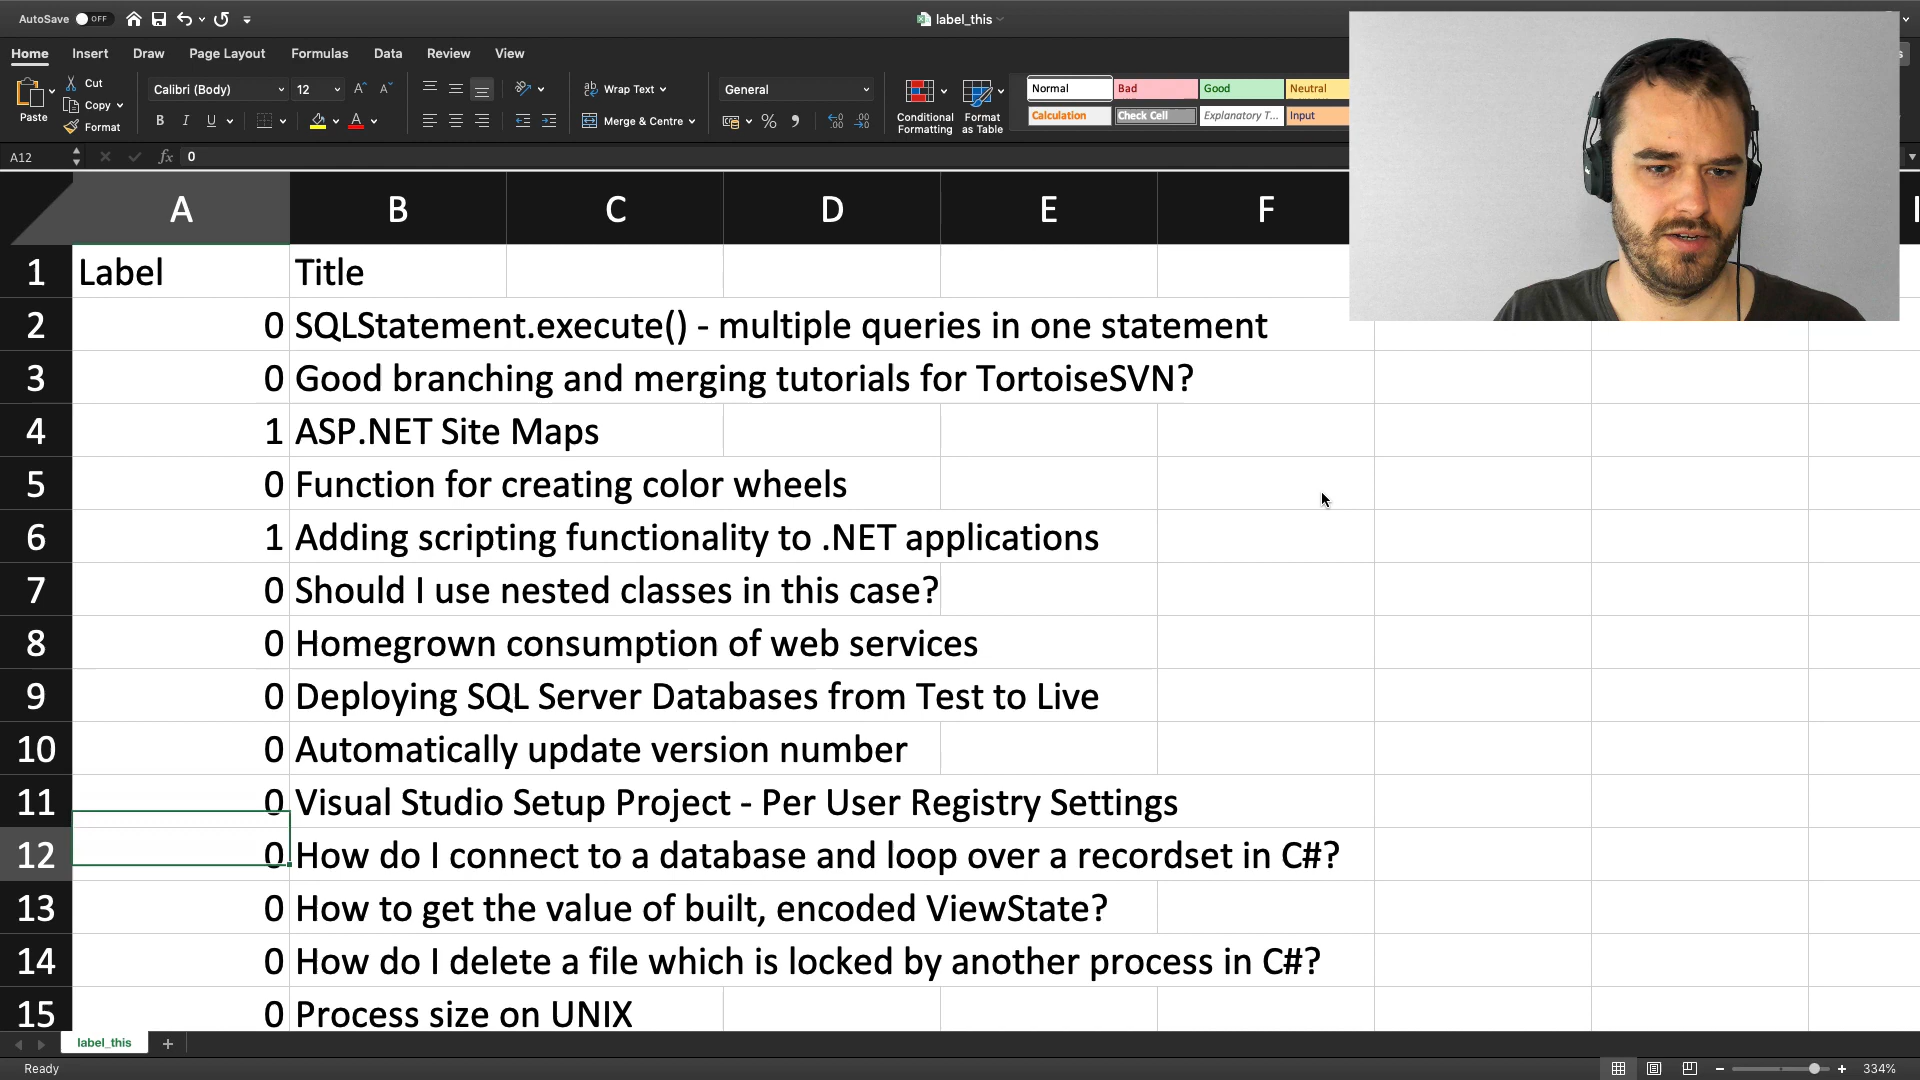 AutoSave OFF
label_this
Home Insert Draw Page Layout Formulas Data Review View
Paste
Cut
Copy
Format
Calibri (Body) 12
B I U
Wrap Text
Merge & Centre
General
Conditional Formatting
Format as Table
Normal Bad Good Neutral
Calculation Check Cell Explanatory T... Input
A12 fx 0
A B C D E F
1 Label Title
2 0 SQLStatement.execute() - multiple queries in one statement
3 0 Good branching and merging tutorials for TortoiseSVN?
4 1 ASP.NET Site Maps
5 0 Function for creating color wheels
6 1 Adding scripting functionality to .NET applications
7 0 Should I use nested classes in this case?
8 0 Homegrown consumption of web services
9 0 Deploying SQL Server Databases from Test to Live
10 0 Automatically update version number
11 0 Visual Studio Setup Project - Per User Registry Settings
12 0 How do I connect to a database and loop over a recordset in C#?
13 0 How to get the value of built, encoded ViewState?
14 0 How do I delete a file which is locked by another process in C#?
15 0 Process size on UNIX
label_this
Ready
334%